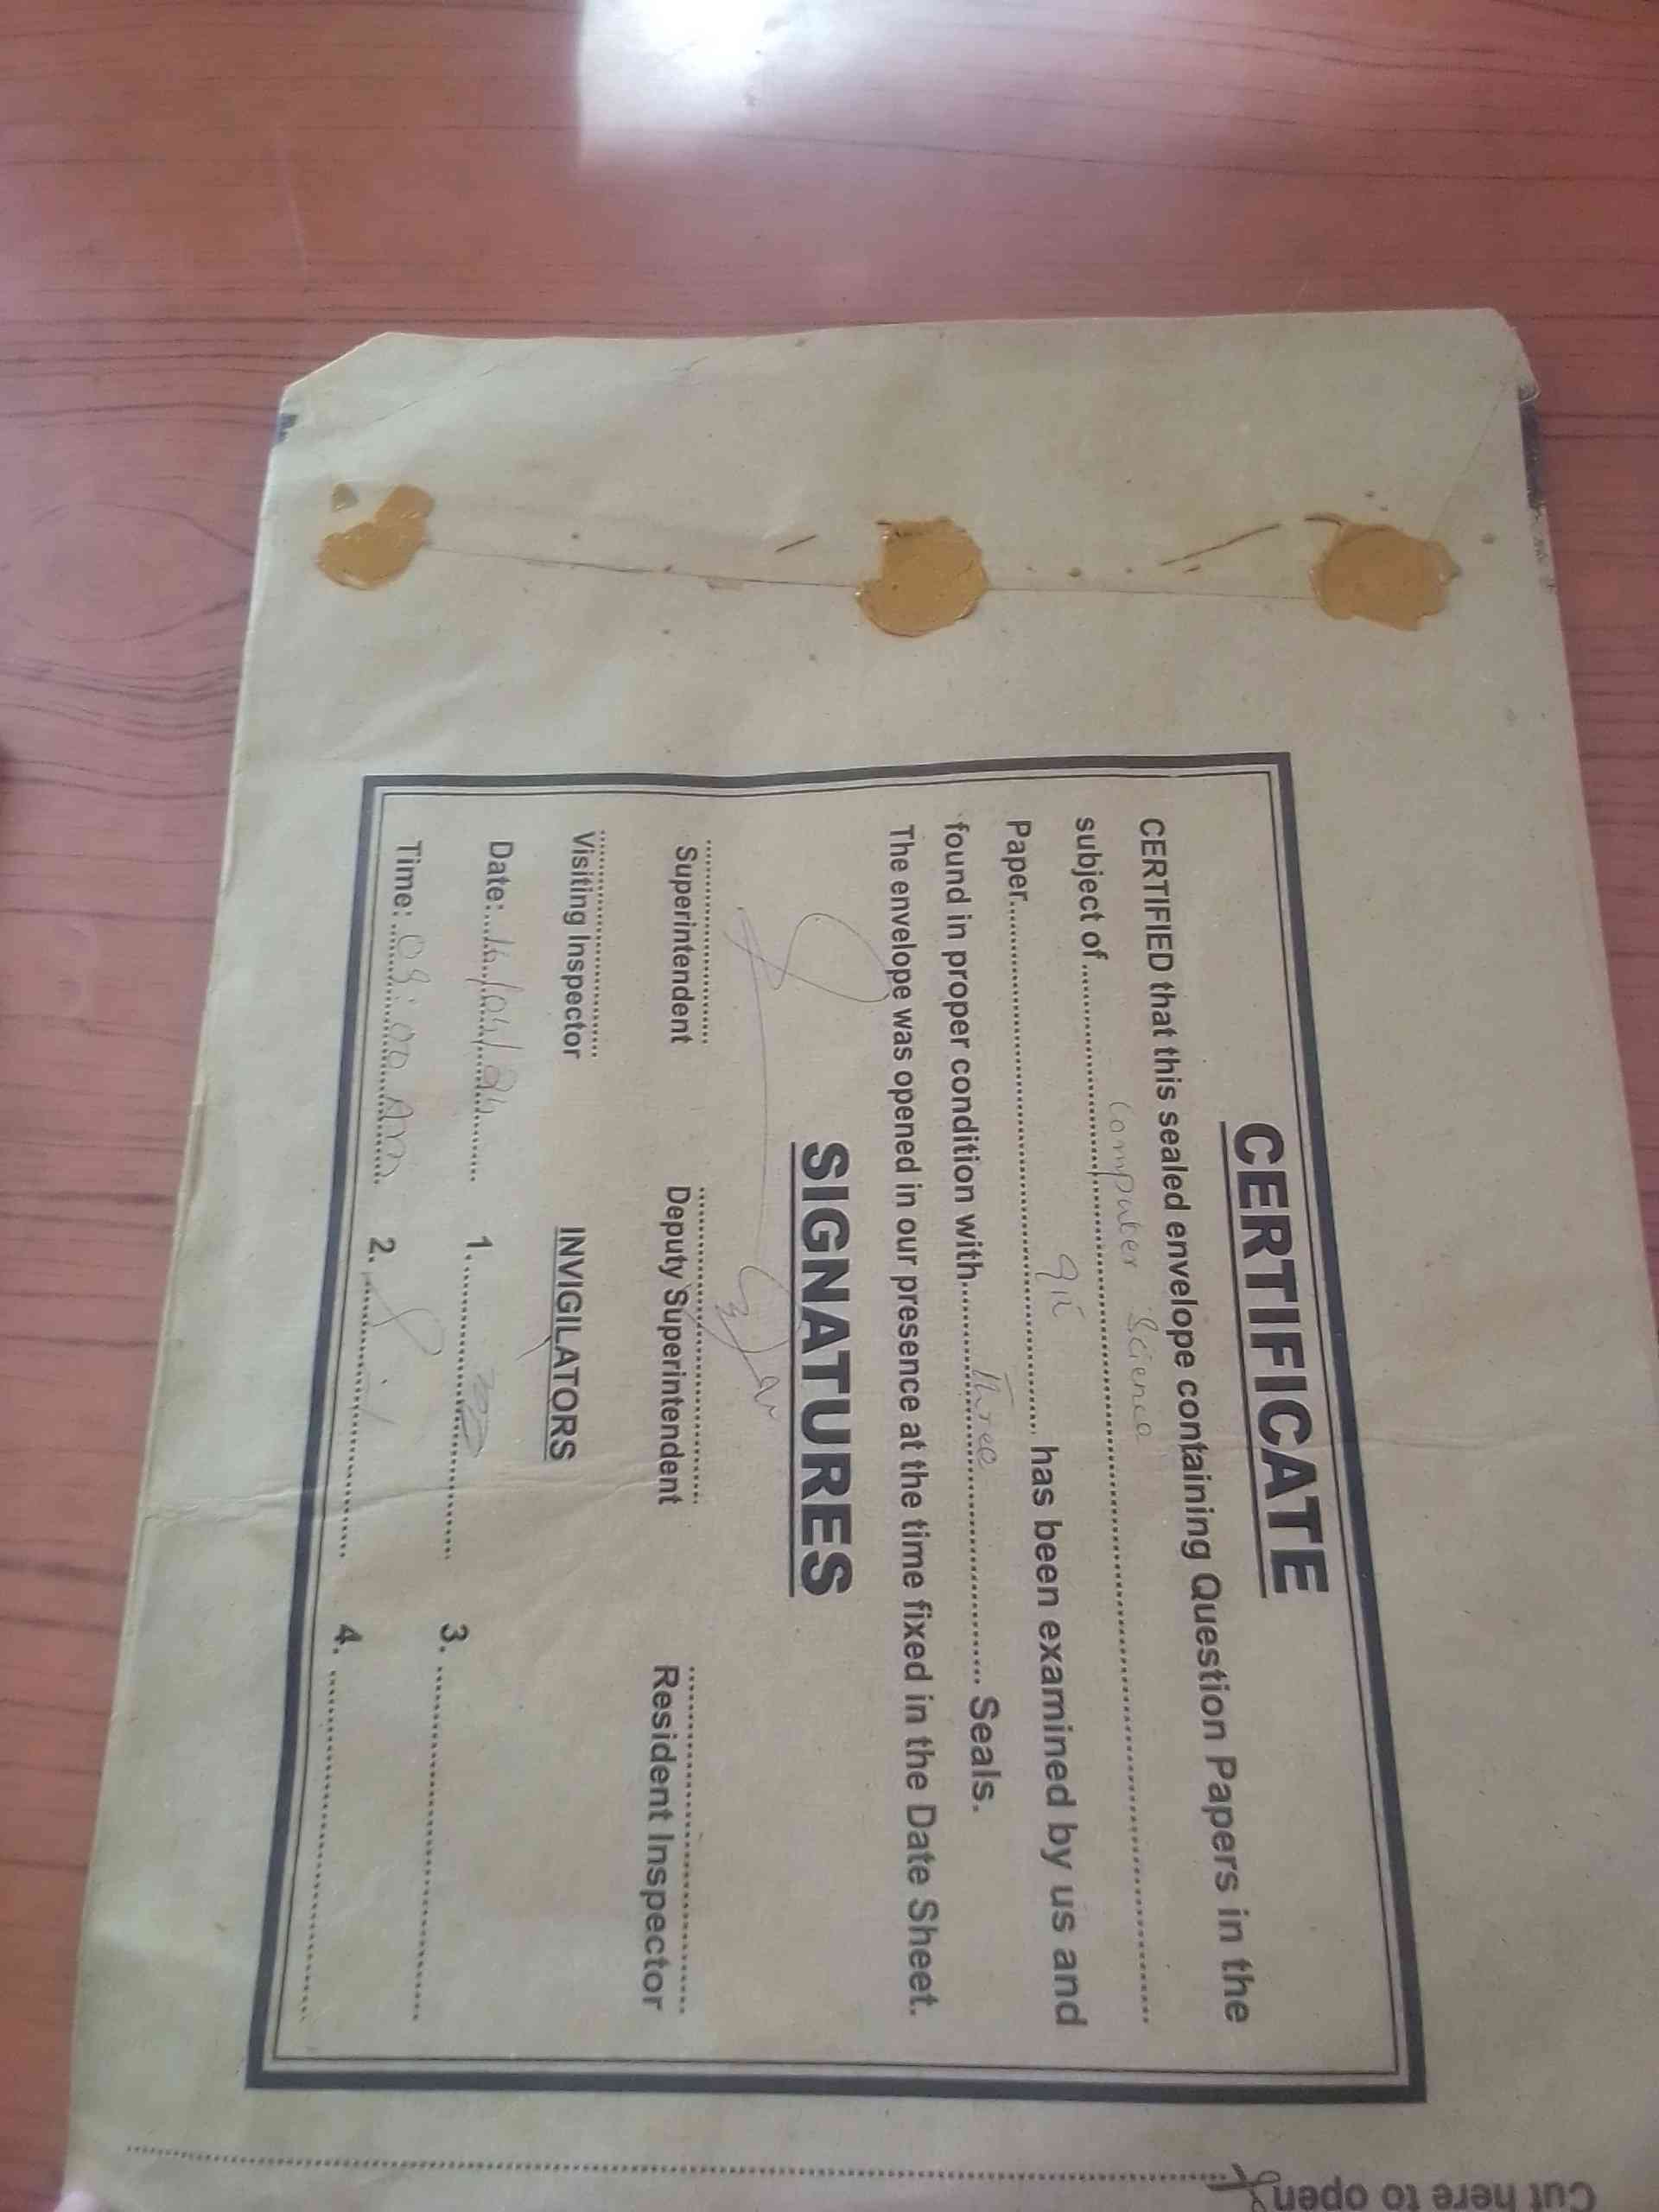 CERTIFICATE
CERTIFIED that this sealed envelope containing Question Papers in the
subject of.......... Computer Science ..........
Paper.......... has been examined by us and
found in proper condition with.......... three .......... Seals.
The envelope was opened in our presence at the time fixed in the Date Sheet.
SIGNATURES
Superintendent Deputy Superintendent Resident Inspector
Visiting Inspector INVIGILATORS
Date: 1. 3.
Time: 2. 4.
Cut here to open